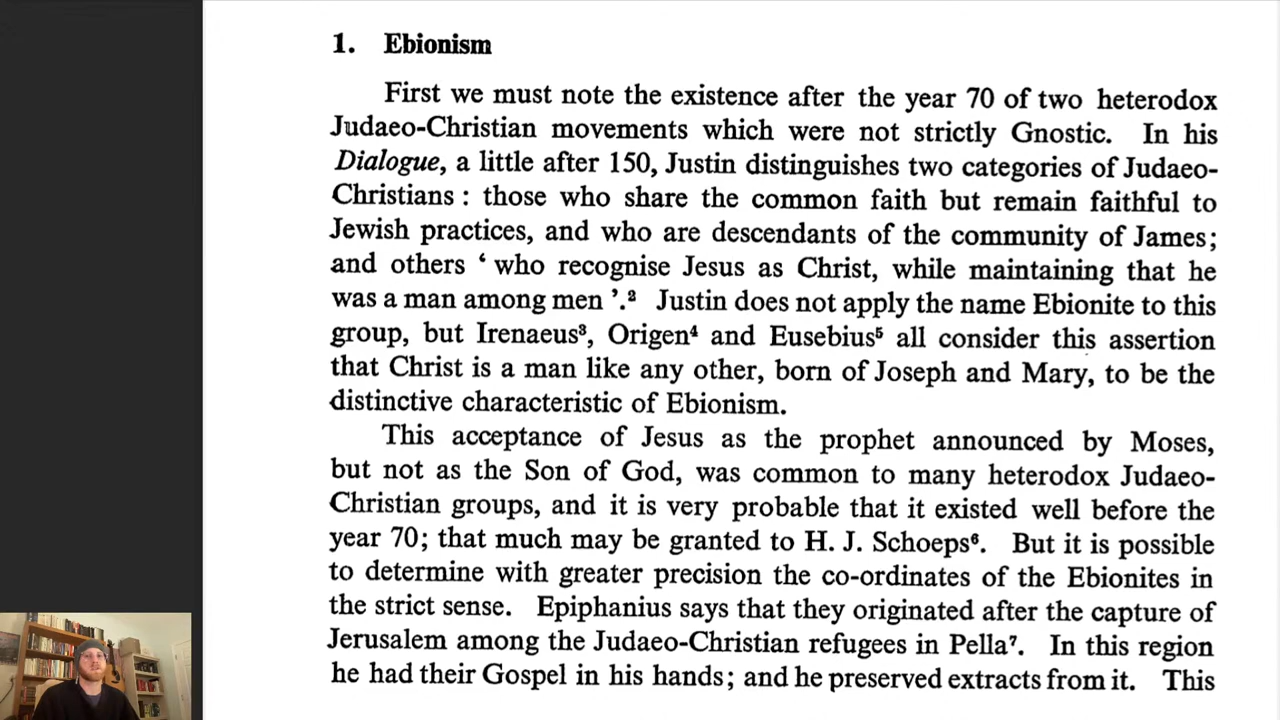 1. Ebionism
First we must note the existence after the year 70 of two heterodox
Judaeo-Christian movements which were not strictly Gnostic. In his
Dialogue, a little after 150, Justin distinguishes two categories of Judaeo-
Christians : those who share the common faith but remain faithful to
Jewish practices, and who are descendants of the community of James;
and others ‘ who recognise Jesus as Christ, while maintaining that he
was a man among men ’.² Justin does not apply the name Ebionite to this
group, but Irenaeus³, Origen⁴ and Eusebius⁵ all consider this assertion
that Christ is a man like any other, born of Joseph and Mary, to be the
distinctive characteristic of Ebionism.
This acceptance of Jesus as the prophet announced by Moses,
but not as the Son of God, was common to many heterodox Judaeo-
Christian groups, and it is very probable that it existed well before the
year 70; that much may be granted to H. J. Schoeps⁶. But it is possible
to determine with greater precision the co-ordinates of the Ebionites in
the strict sense. Epiphanius says that they originated after the capture of
Jerusalem among the Judaeo-Christian refugees in Pella⁷. In this region
he had their Gospel in his hands; and he preserved extracts from it. This